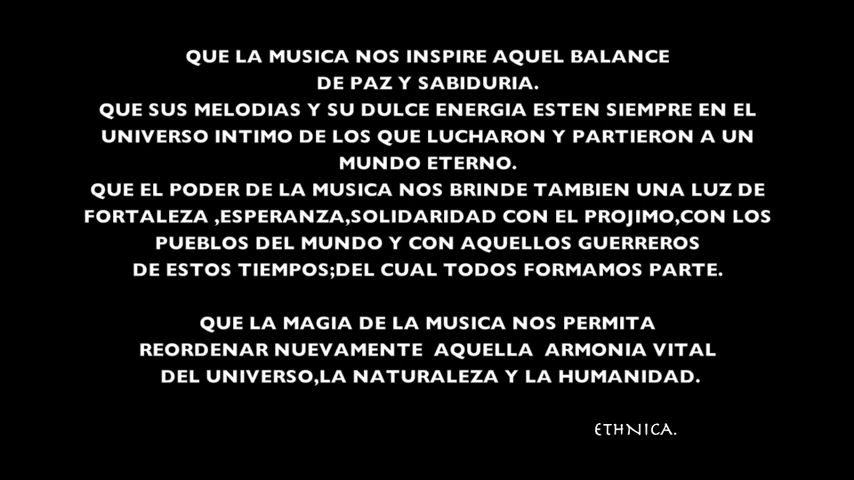 QUE LA MUSICA NOS INSPIRE AQUEL BALANCE
DE PAZ Y SABIDURIA.
QUE SUS MELODIAS Y SU DULCE ENERGIA ESTEN SIEMPRE EN EL
UNIVERSO INTIMO DE LOS QUE LUCHARON Y PARTIERON A UN
MUNDO ETERNO.
QUE EL PODER DE LA MUSICA NOS BRINDE TAMBIEN UNA LUZ DE
FORTALEZA ,ESPERANZA,SOLIDARIDAD CON EL PROJIMO,CON LOS
PUEBLOS DEL MUNDO Y CON AQUELLOS GUERREROS
DE ESTOS TIEMPOS;DEL CUAL TODOS FORMAMOS PARTE.
QUE LA MAGIA DE LA MUSICA NOS PERMITA
REORDENAR NUEVAMENTE  AQUELLA  ARMONIA VITAL
DEL UNIVERSO,LA NATURALEZA Y LA HUMANIDAD.
ETHNICA.